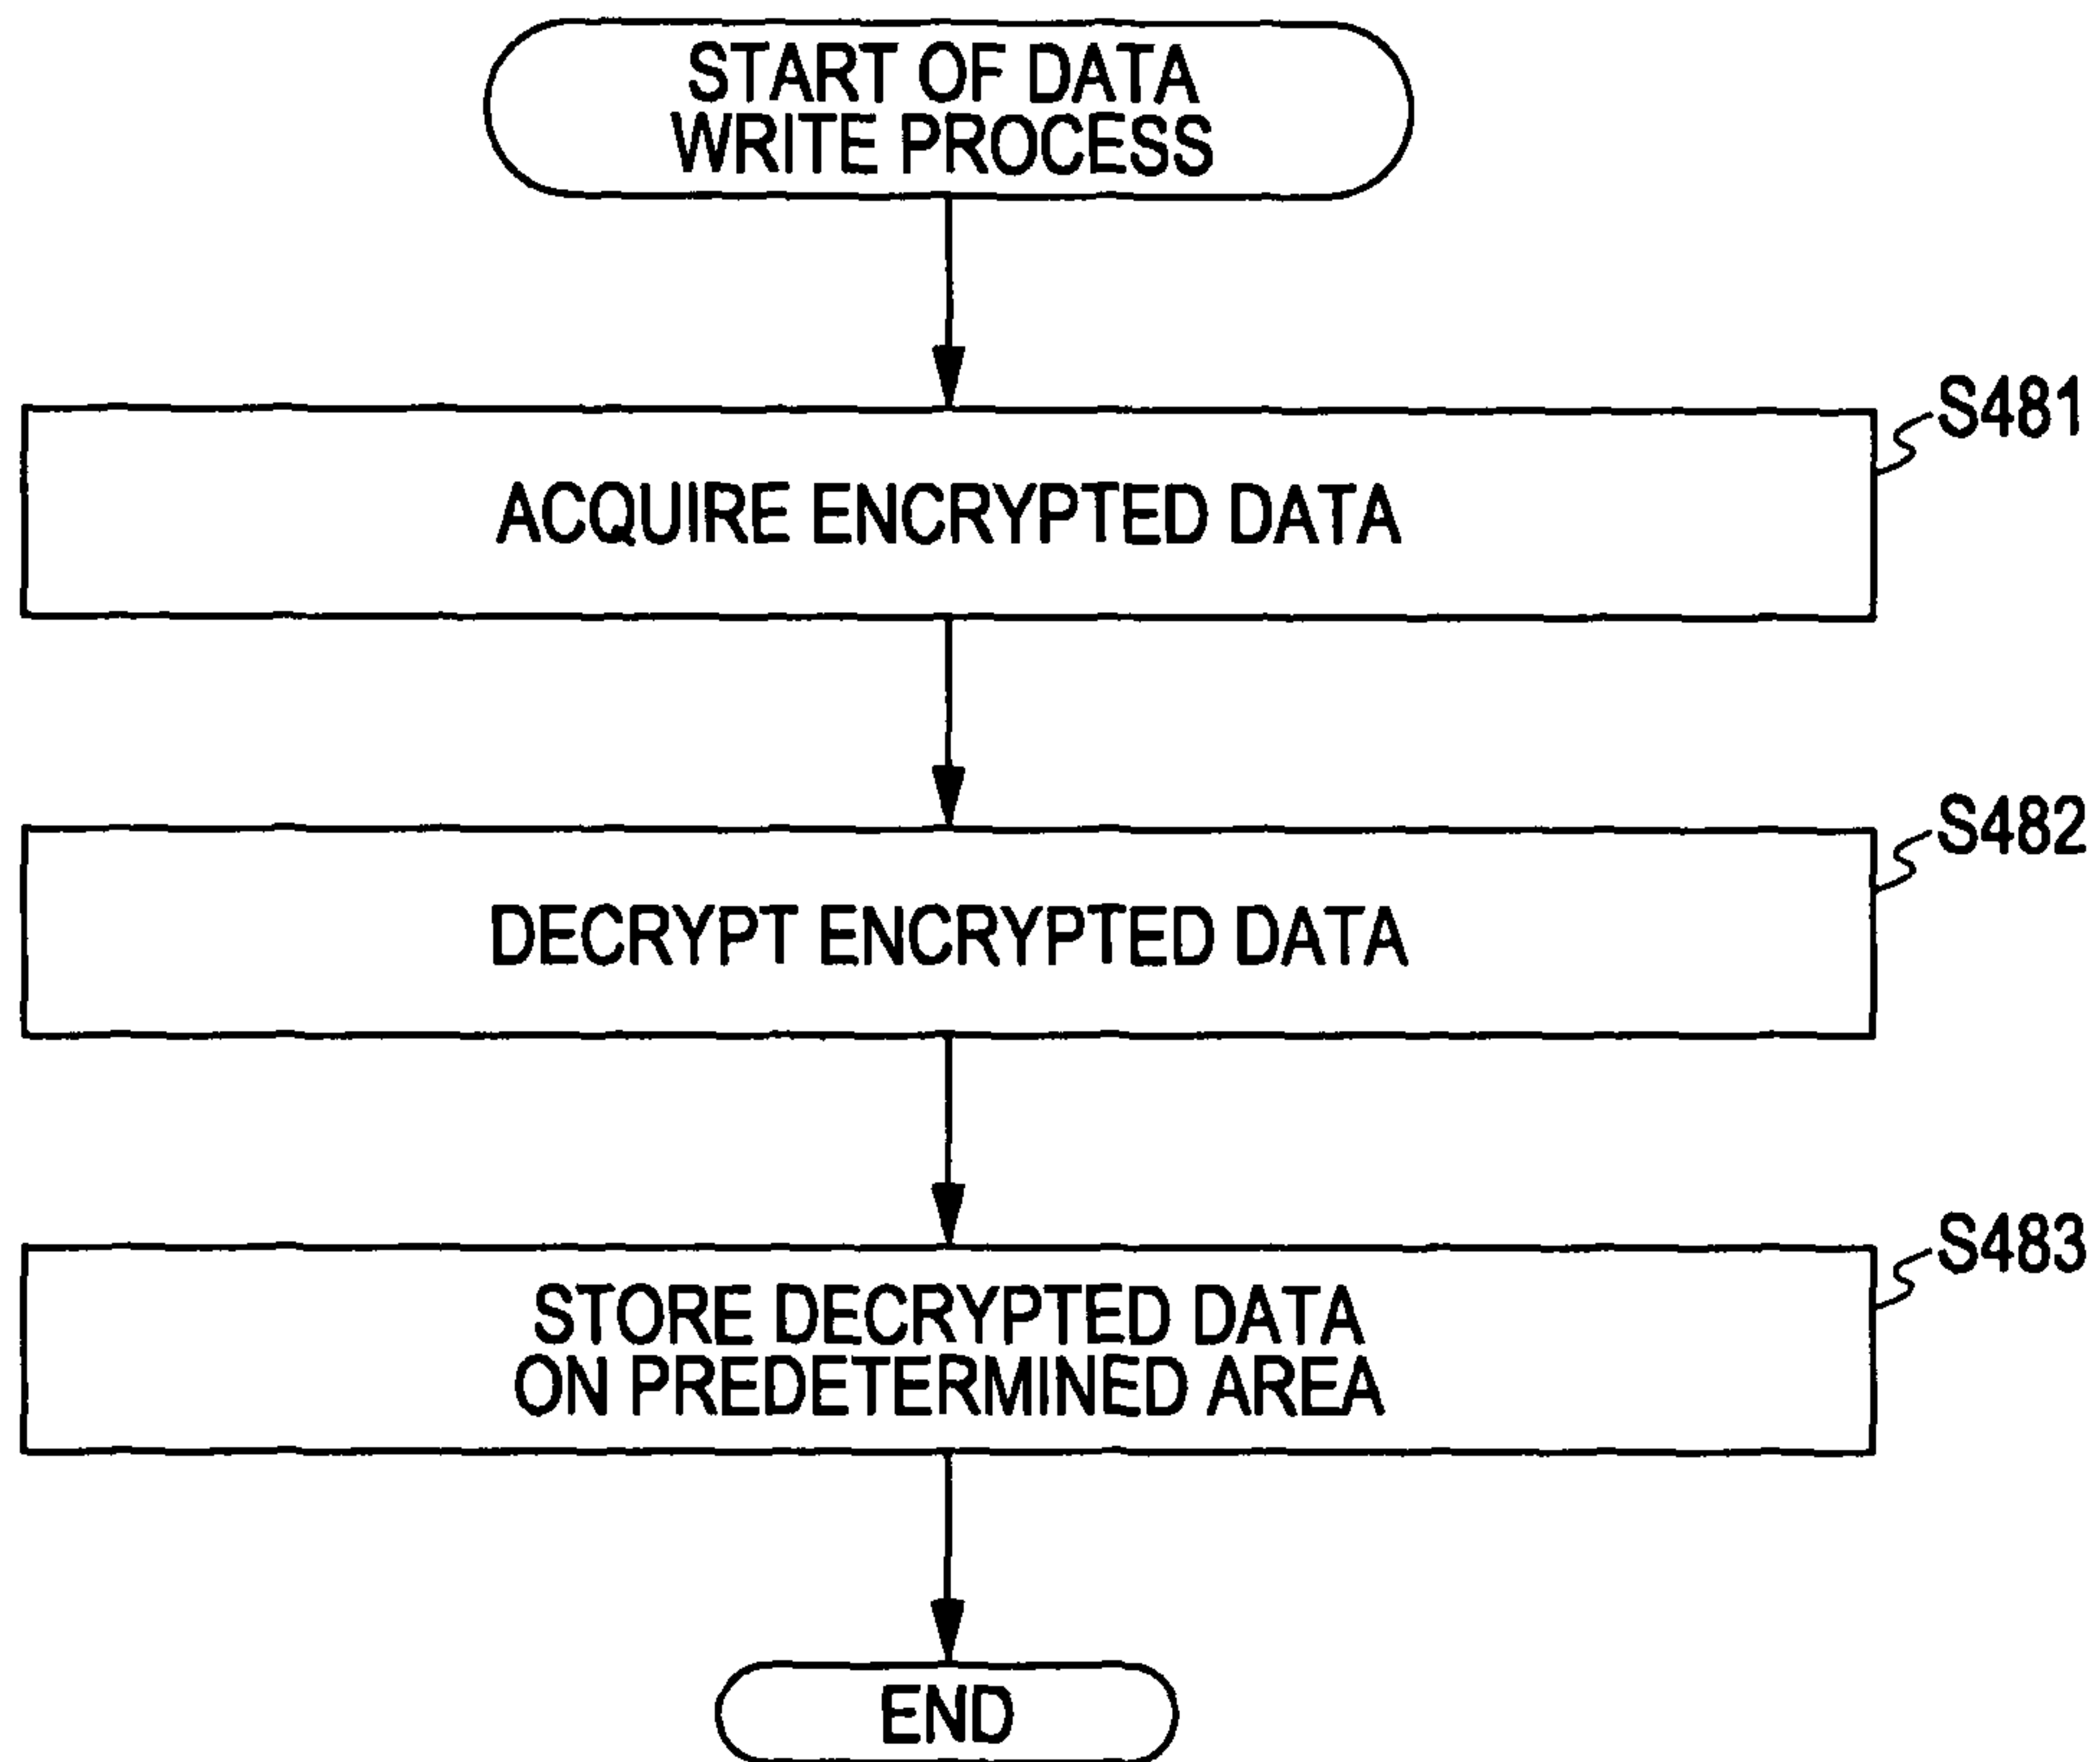 START OF DATA
WRITE PROCESS
S481
ACQUIRE ENCRYPTED DATA
S482
DECRYPT ENCRYPTED DATA
S483
STORE DECRYPTED DATA
ON PREDETERMINED AREA
END